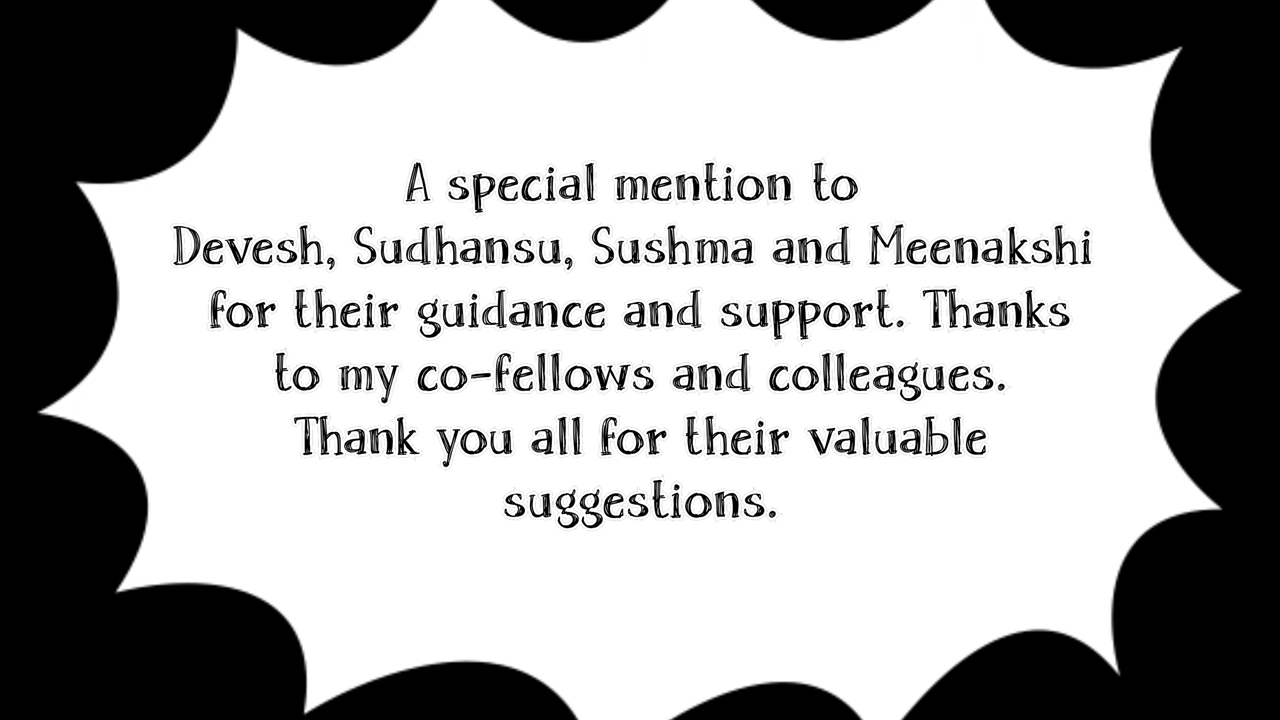 A special mention to
Devesh, Sudhansu, Sushma and Meenakshi
for their guidance and support. Thanks
to my co-fellows and colleagues.
Thank you all for their valuable
suggestions.